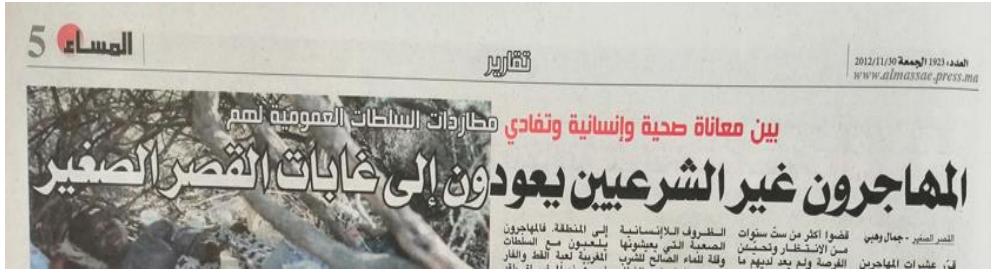 المساء 5
تقارير
العدد: 1923 الجمعة 2012/11/30
www.almassae.press.ma
بين معاناة صحية وإنسانية وتفادي مطاردات السلطات العمومية لهم
المهاجرون غير الشرعيين يعودون إلى غابات القصر الصغير
القصر الصغير - جمال وهبي
قرر عشرات المهاجرين
قضوا أكثر من ست سنوات
من الانتظار وتحين
الفرصة ولم يعد لديهم ما
الظروف اللاإنسانية
الصعبة التي يعيشونها
وقلة للماء الصالح للشرب
إلى المنطقة. فالمهاجرون
يلعبون مع السلطات
المغربية لعبة القط والفار